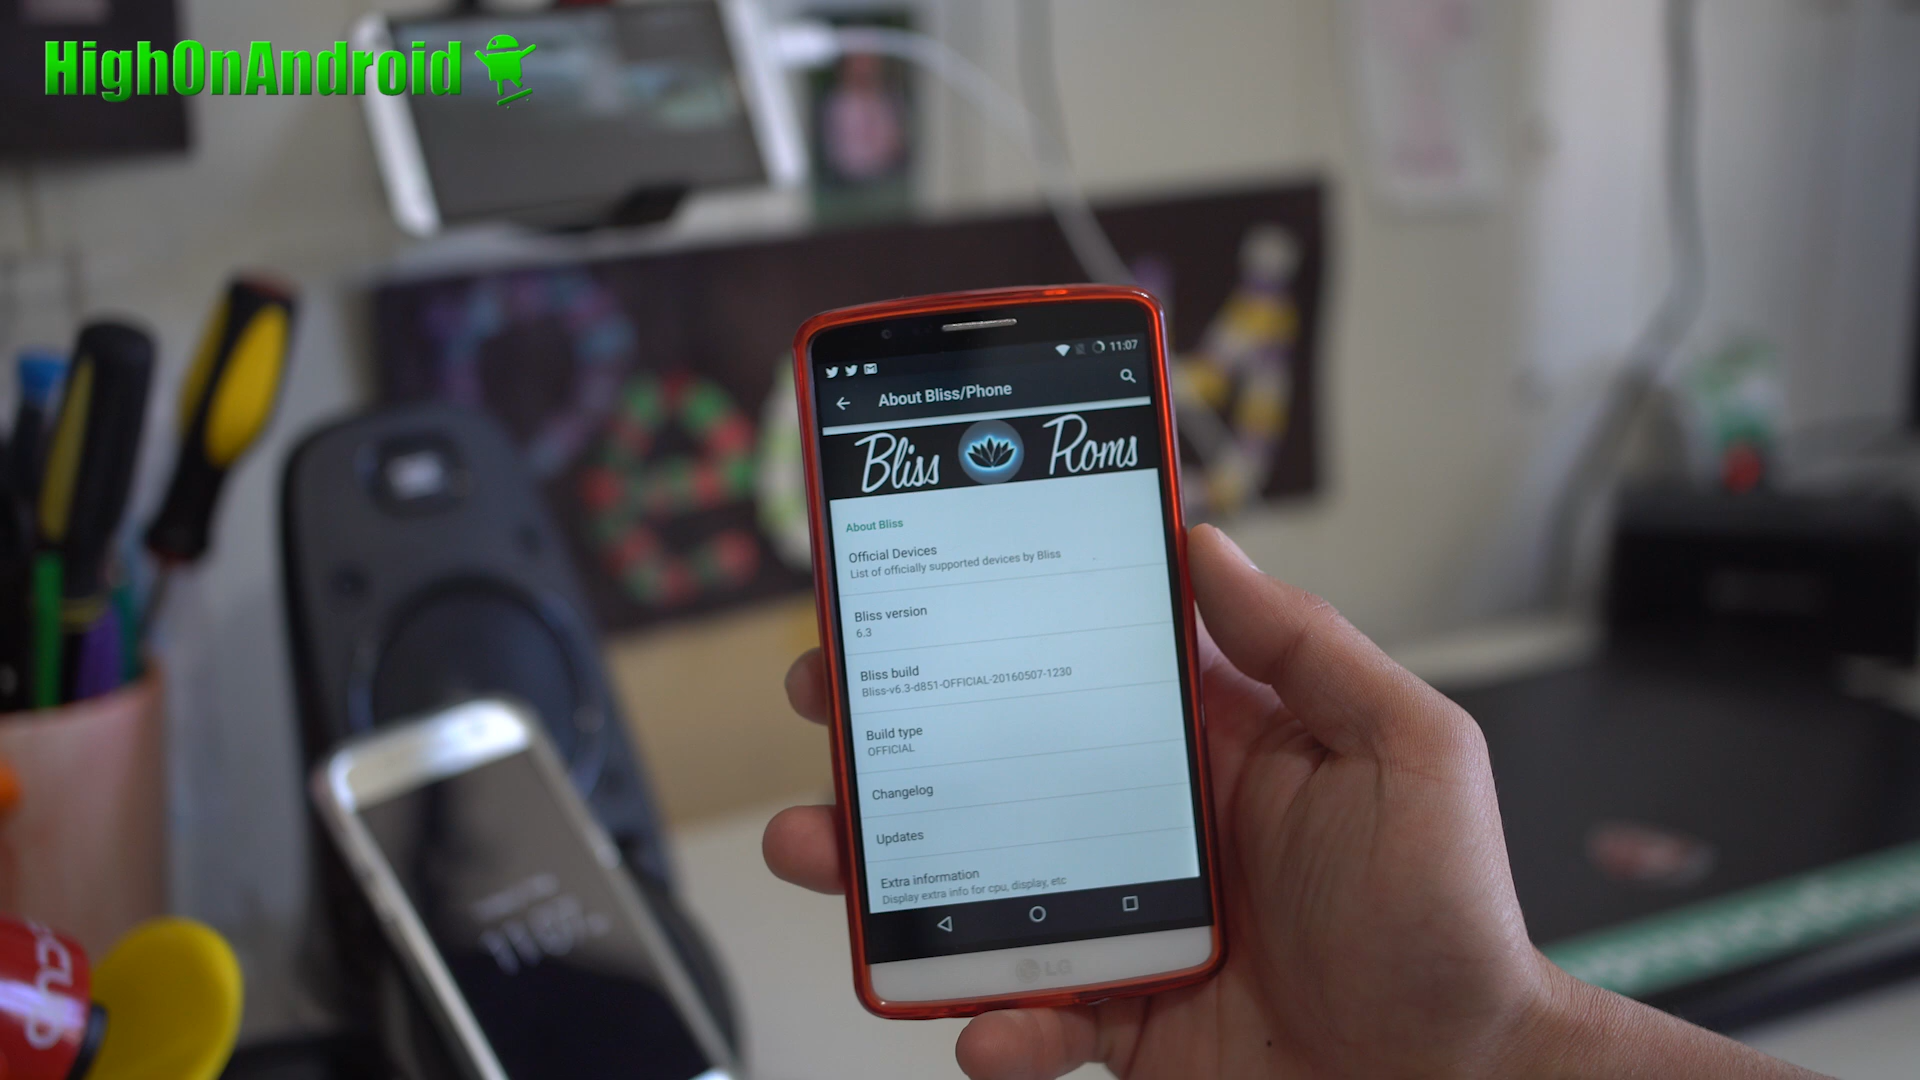 HighOnAndroid
11:07
About Bliss/Phone
Bliss Roms
About Bliss
Official Devices
List of officially supported devices by Bliss
Bliss version
6.3
Bliss build
Bliss-v6.3-d851-OFFICIAL-20160507-1230
Build type
OFFICIAL
Changelog
Updates
Extra information
Display extra info for cpu, display, etc
LG